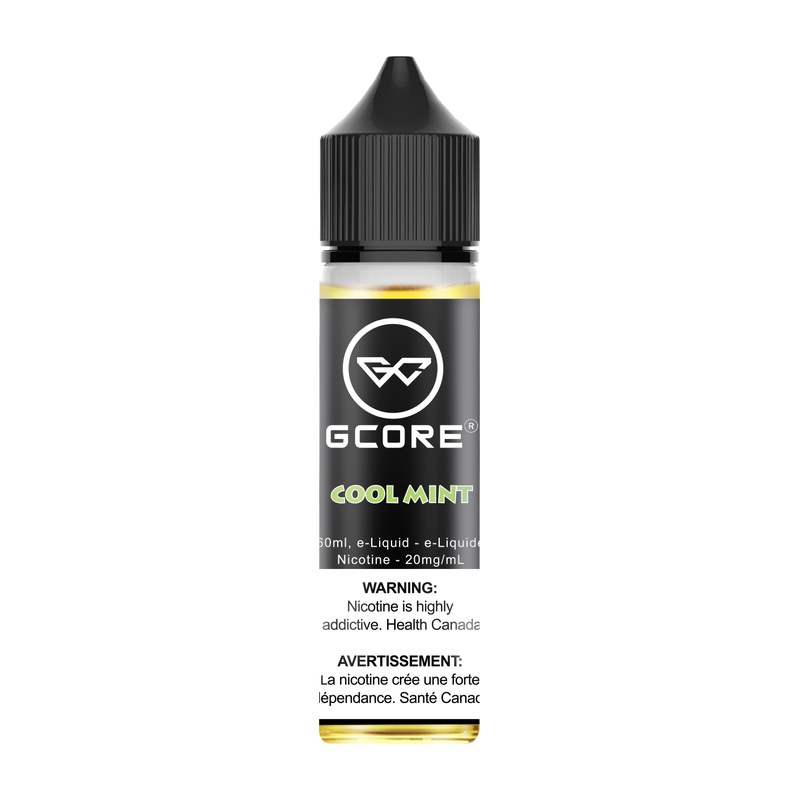 GC
GCORE®
COOL MINT
60ml, e-Liquid - e-Liquide
Nicotine - 20mg/mL
WARNING:
Nicotine is highly
addictive. Health Canada
AVERTISSEMENT:
La nicotine crée une forte
dépendance. Santé Canad